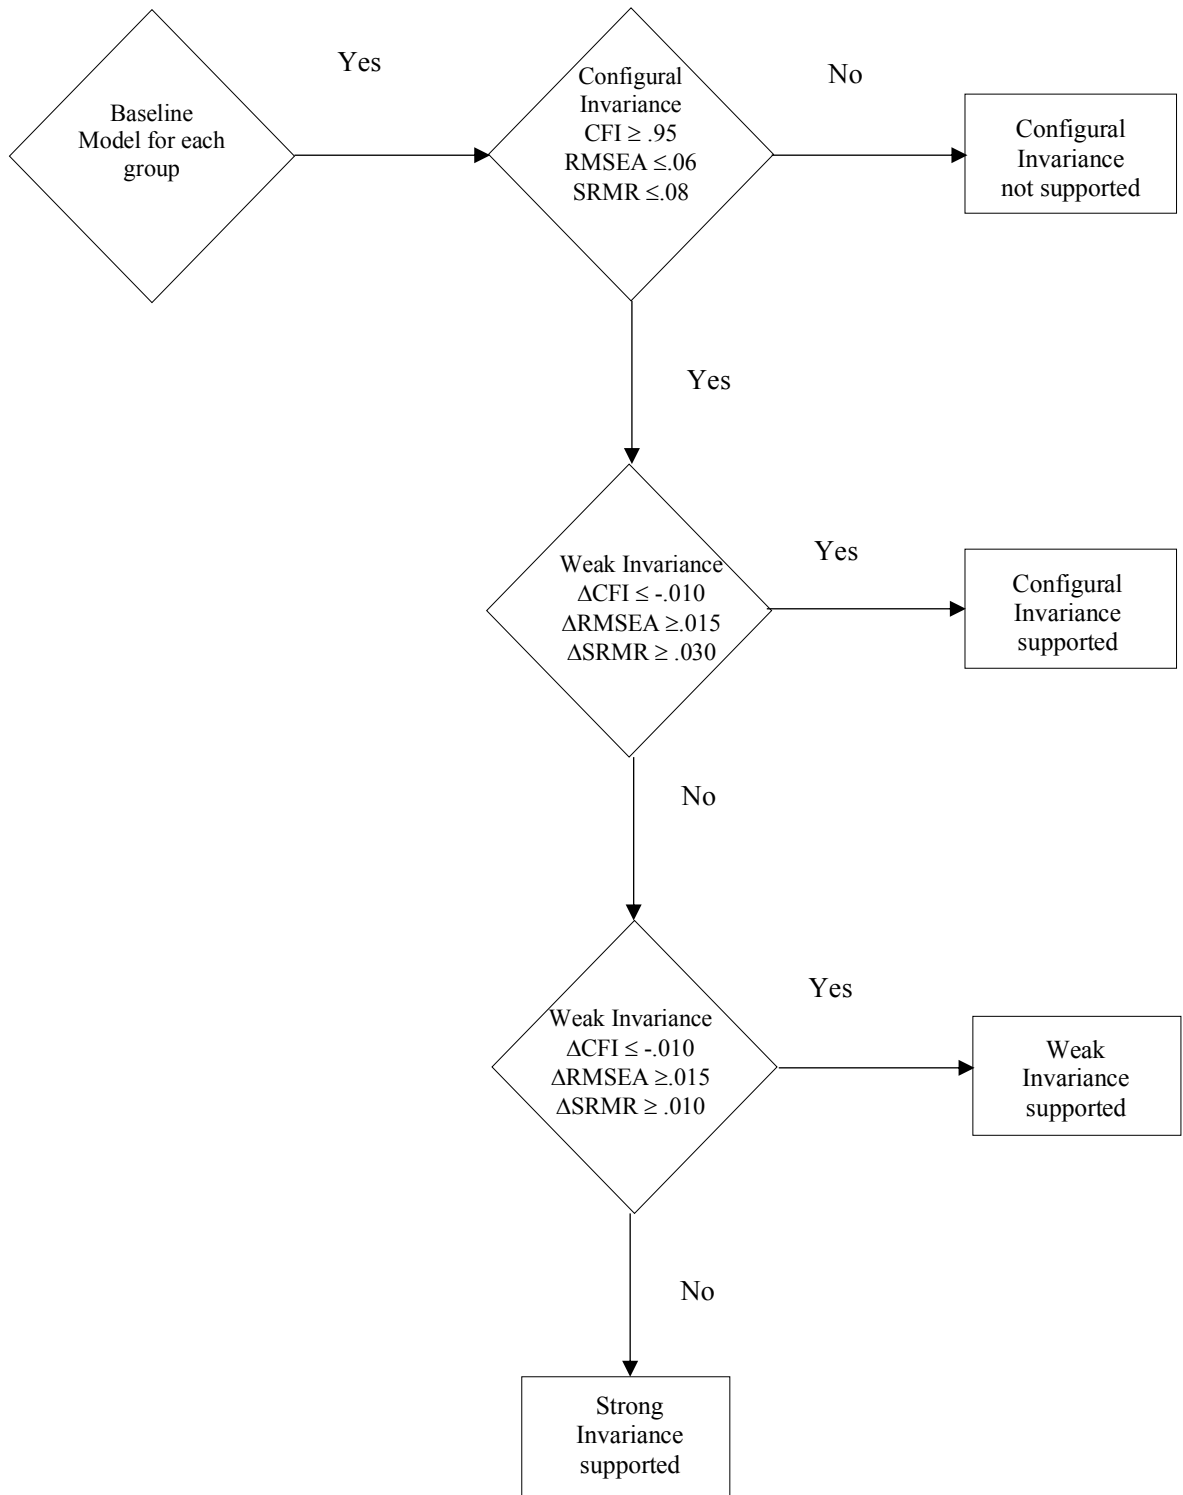 Yes
No
Baseline
Model for each
group
Configural
Invariance
CFI ≥ .95
RMSEA ≤.06
SRMR ≤.08
Configural
Invariance
not supported
Yes
Yes
Weak Invariance
ΔCFI ≤ -.010
ΔRMSEA ≥.015
ΔSRMR ≥ .030
Configural
Invariance
supported
No
Yes
Weak Invariance
ΔCFI ≤ -.010
ΔRMSEA ≥.015
ΔSRMR ≥ .010
Weak
Invariance
supported
No
Strong
Invariance
supported